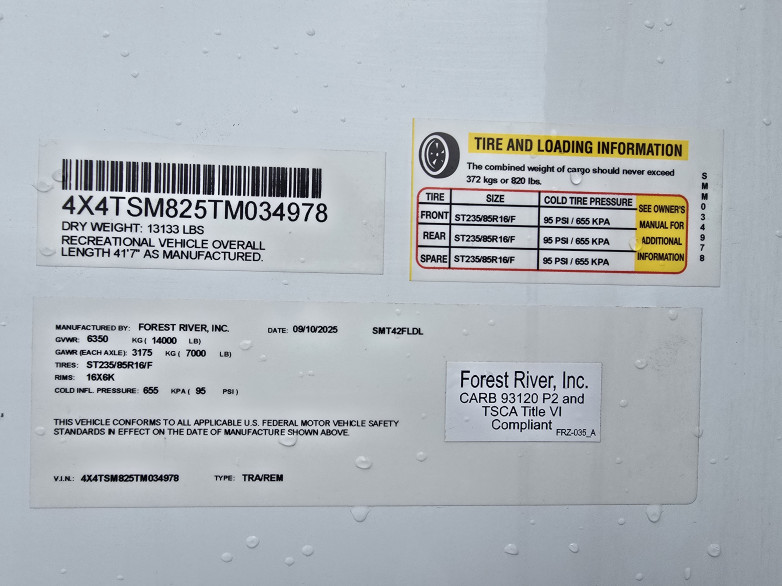 4X4TSM825TM034978
DRY WEIGHT: 13133 LBS
RECREATIONAL VEHICLE OVERALL
LENGTH 41'7" AS MANUFACTURED.
TIRE AND LOADING INFORMATION
The combined weight of cargo should never exceed
372 kgs or 820 lbs.
TIRE SIZE COLD TIRE PRESSURE
FRONT ST235/85R16/F 95 PSI / 655 KPA
REAR ST235/85R16/F 95 PSI / 655 KPA
SPARE ST235/85R16/F 95 PSI / 655 KPA
SEE OWNER'S
MANUAL FOR
ADDITIONAL
INFORMATION
SMM034978
MANUFACTURED BY: FOREST RIVER, INC. DATE: 09/10/2025 SMT42FLDL
GVWR: 6350 KG ( 14000 LB)
GAWR (EACH AXLE): 3175 KG ( 7000 LB)
TIRES: ST235/85R16/F
RIMS: 16X6K
COLD INFL. PRESSURE: 655 KPA ( 95 PSI )
THIS VEHICLE CONFORMS TO ALL APPLICABLE U.S. FEDERAL MOTOR VEHICLE SAFETY
STANDARDS IN EFFECT ON THE DATE OF MANUFACTURE SHOWN ABOVE.
V.I.N.: 4X4TSM825TM034978 TYPE: TRA/REM
Forest River, Inc.
CARB 93120 P2 and
TSCA Title VI
Compliant
FRZ-035_A